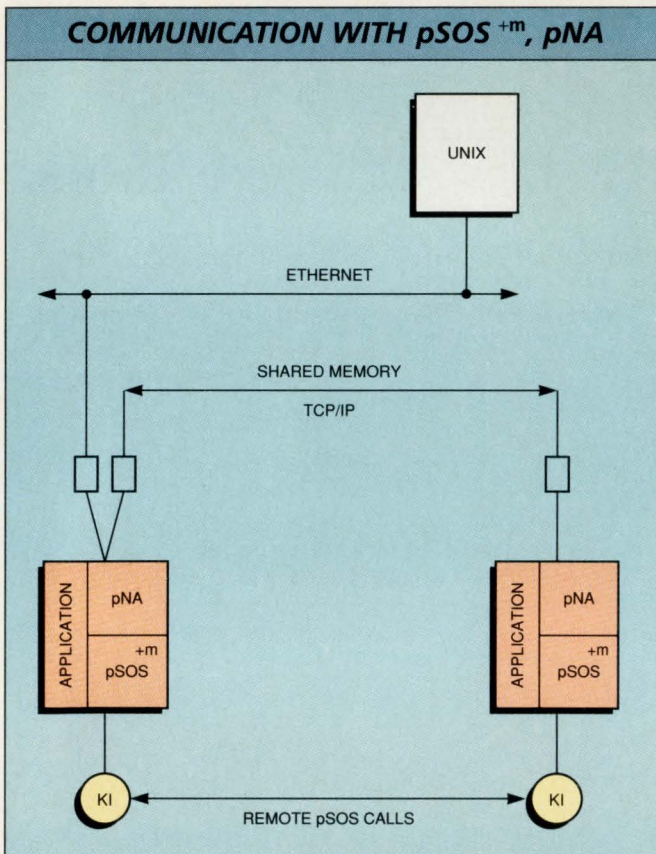 COMMUNICATION WITH pSOS +m, pNA
UNIX
ETHERNET
SHARED MEMORY
TCP/IP
APPLICATION
pNA
+m
pSOS
APPLICATION
pNA
+m
pSOS
KI
REMOTE pSOS CALLS
KI